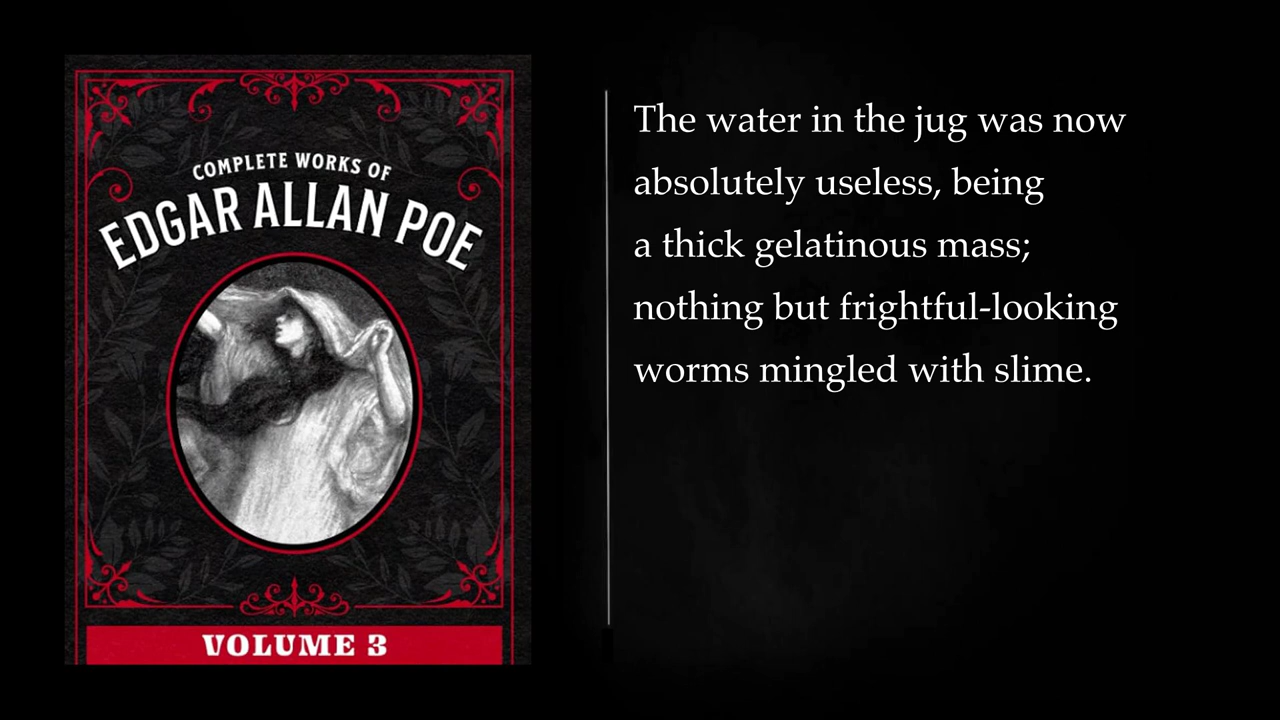 COMPLETE WORKS OF
EDGAR ALLAN POE
VOLUME 3
The water in the jug was now
absolutely useless, being
a thick gelatinous mass;
nothing but frightful-looking
worms mingled with slime.